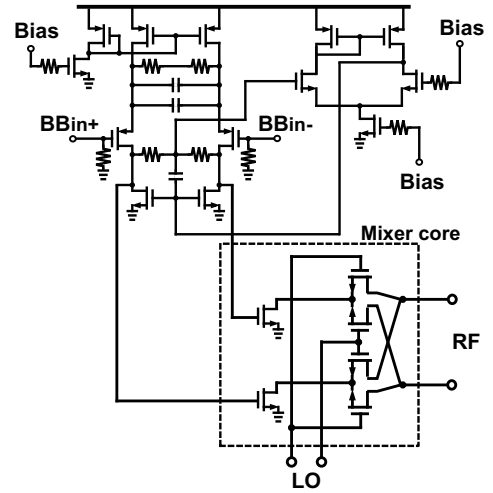 Bias
Bias
BBin+
BBin-
Bias
Mixer core
RF
LO